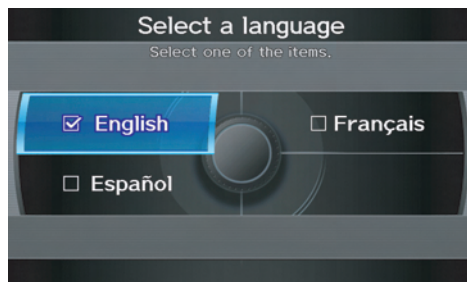 Select a language
Select one of the items.
English
Français
Español